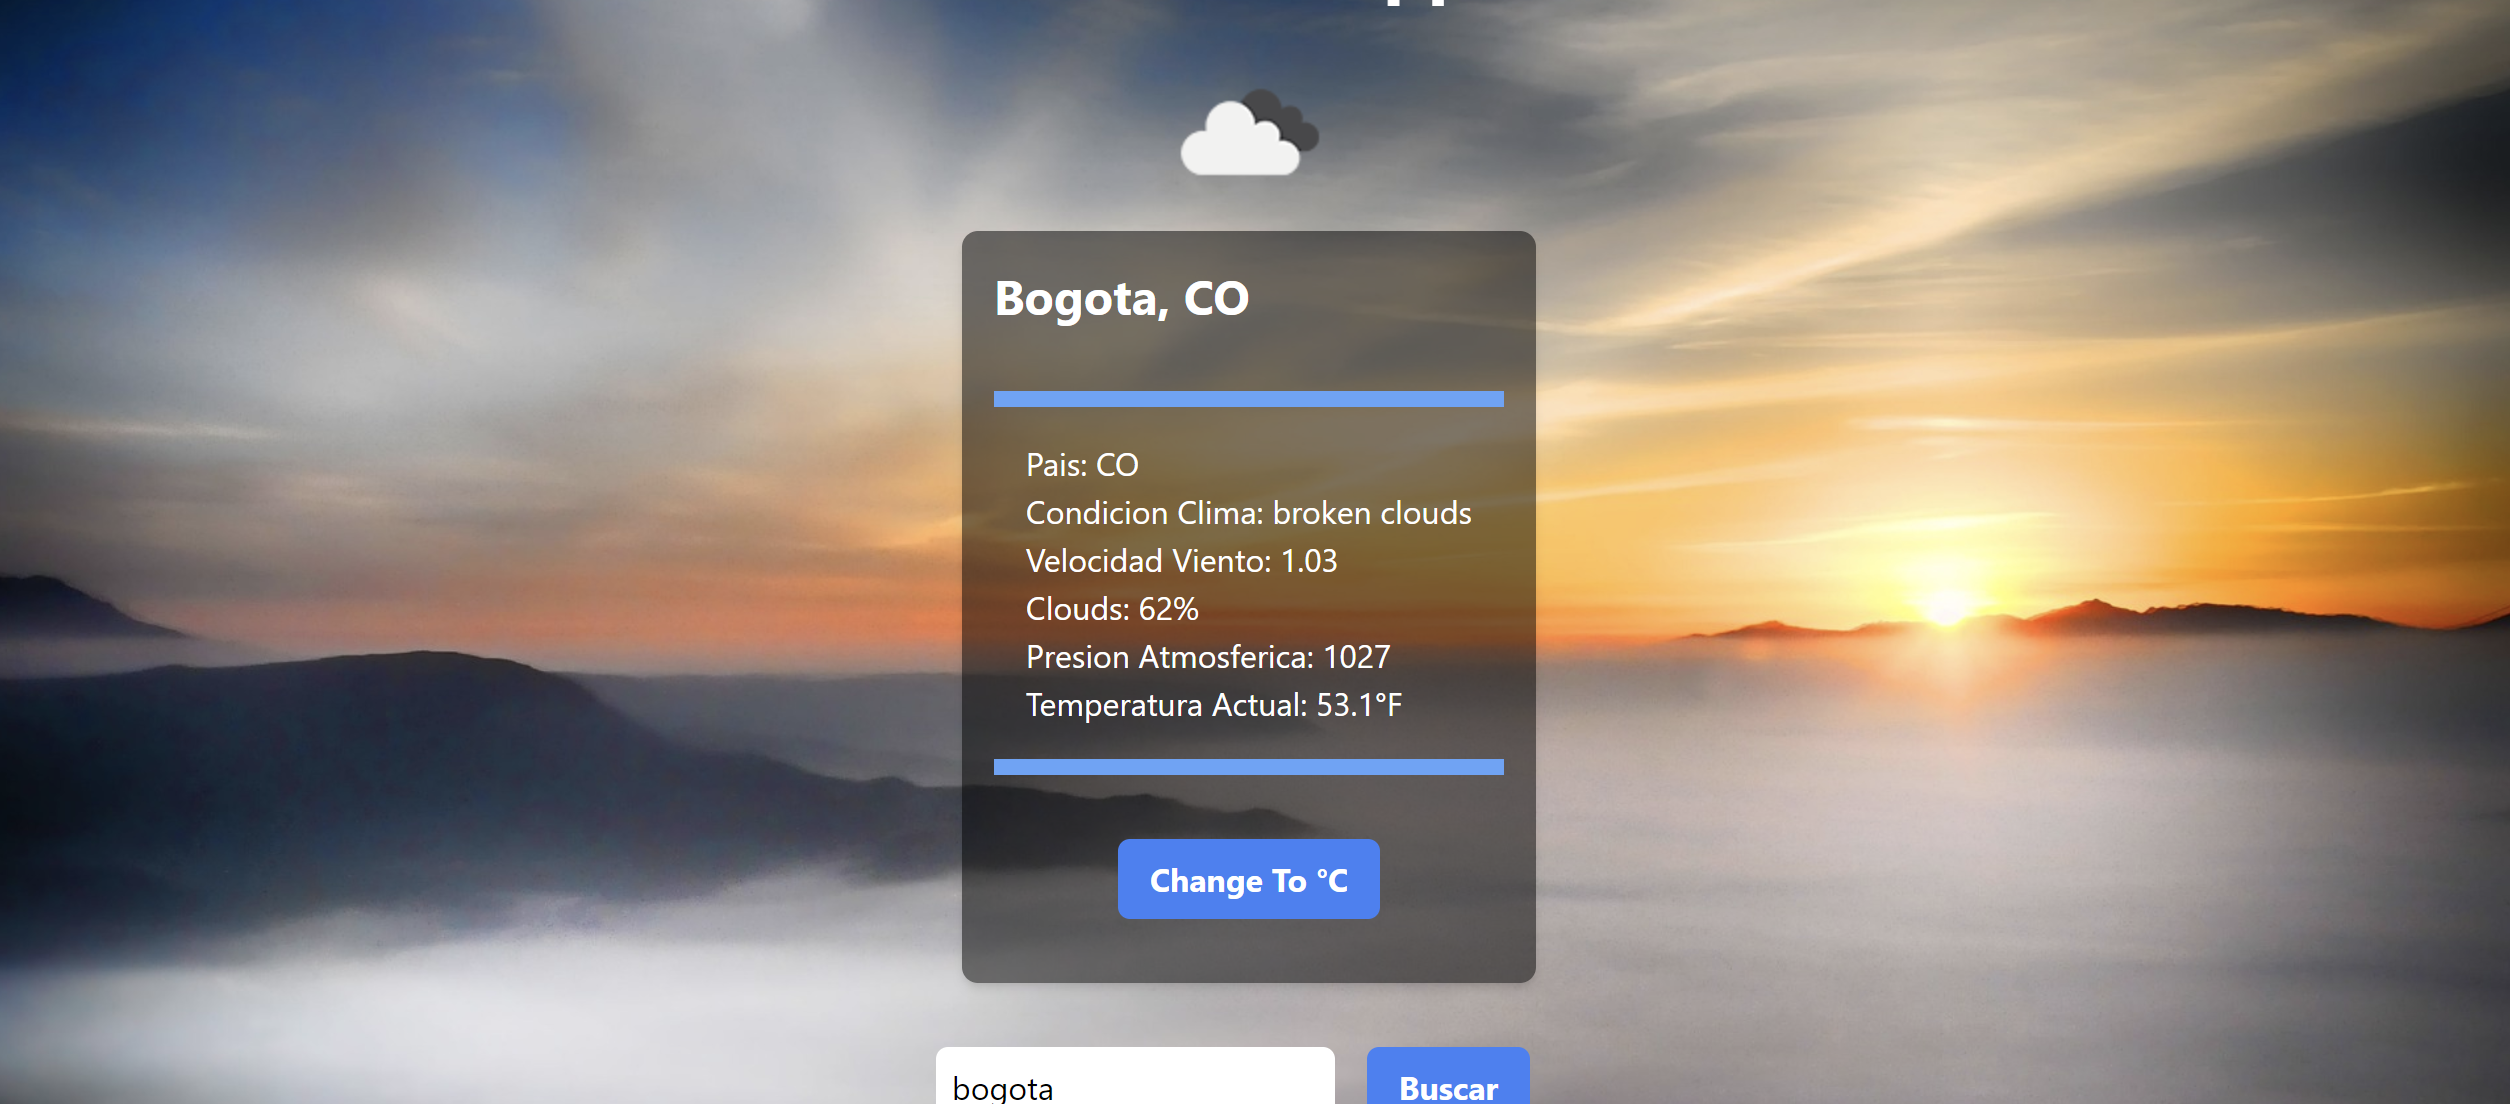 Bogota, CO
Pais: CO
Condicion Clima: broken clouds
Velocidad Viento: 1.03
Clouds: 62%
Presion Atmosferica: 1027
Temperatura Actual: 53.1°F
Change To °C
bogota
Buscar